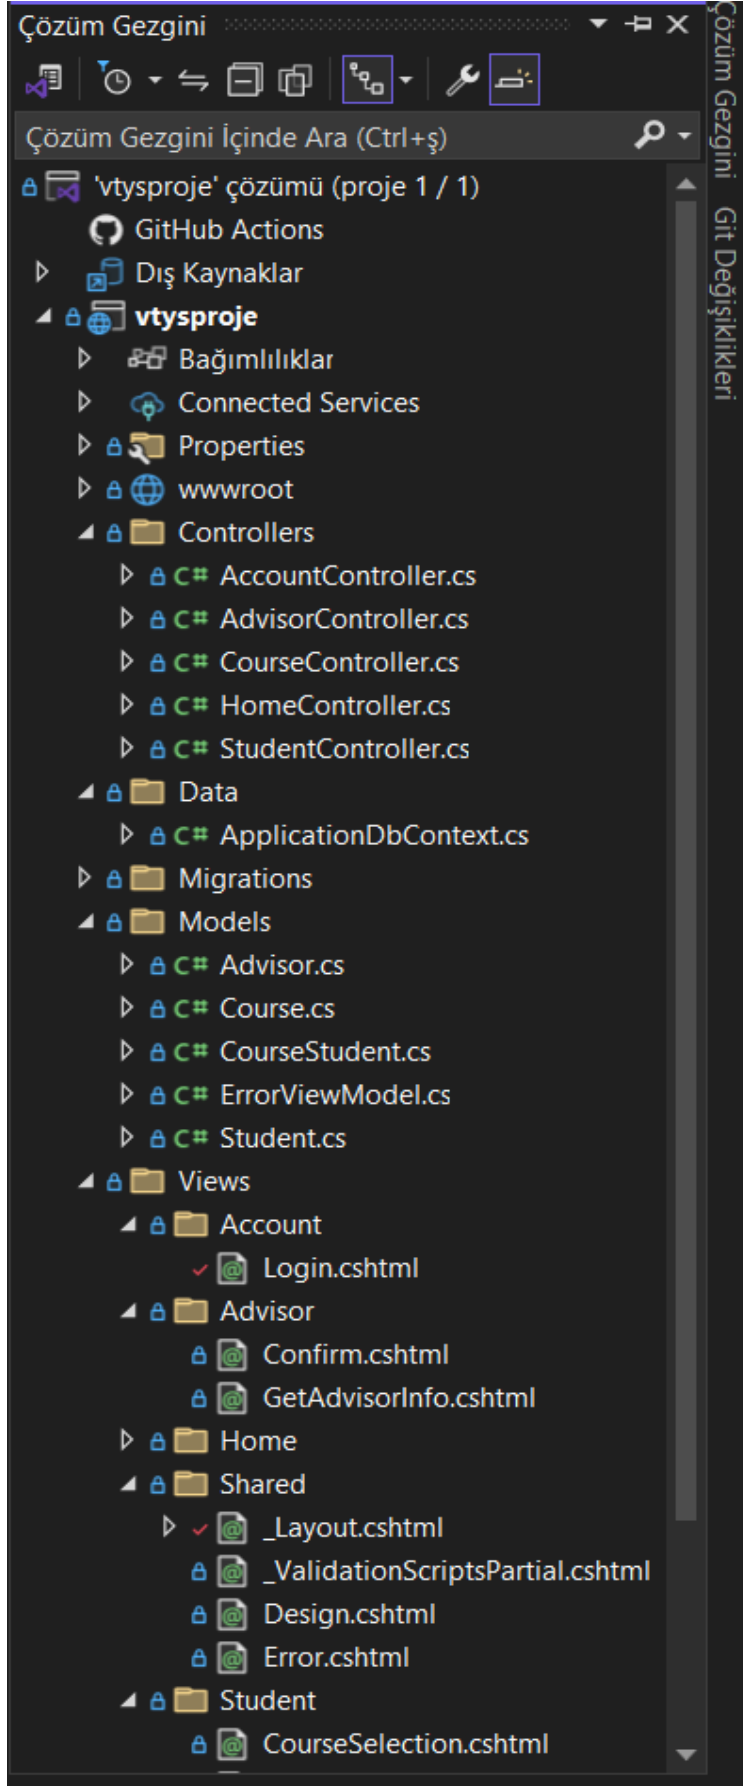 Çözüm Gezgini
Çözüm Gezgini İçinde Ara (Ctrl+ş)
'vtysproje' çözümü (proje 1 / 1)
GitHub Actions
Dış Kaynaklar
vtysproje
Bağımlılıklar
Connected Services
Properties
wwwroot
Controllers
C# AccountController.cs
C# AdvisorController.cs
C# CourseController.cs
C# HomeController.cs
C# StudentController.cs
Data
C# ApplicationDbContext.cs
Migrations
Models
C# Advisor.cs
C# Course.cs
C# CourseStudent.cs
C# ErrorViewModel.cs
C# Student.cs
Views
Account
Login.cshtml
Advisor
Confirm.cshtml
GetAdvisorInfo.cshtml
Home
Shared
_Layout.cshtml
_ValidationScriptsPartial.cshtml
Design.cshtml
Error.cshtml
Student
CourseSelection.cshtml
Çözüm Gezgini
Git Değişiklikleri